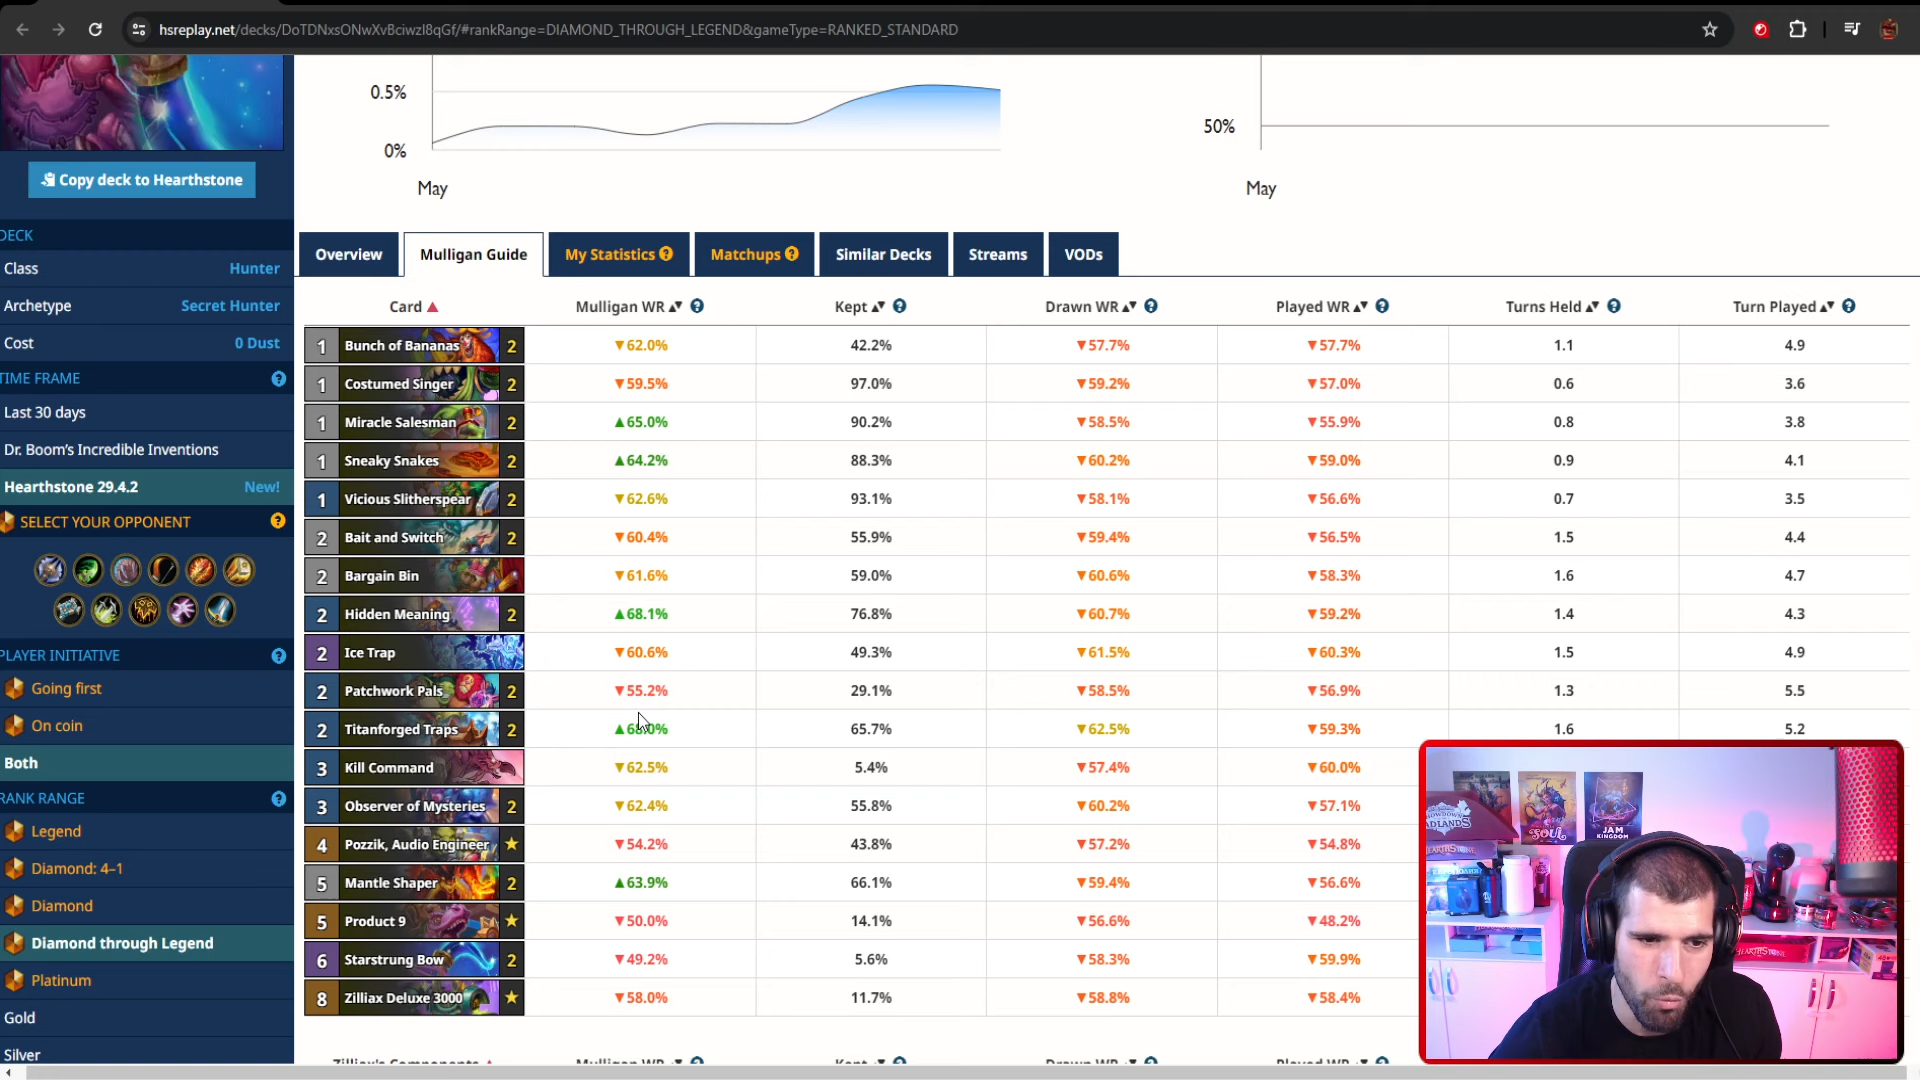 hsreplay.net/decks/DoTDNxsONwXvBciwzI8qGf/#rankRange=DIAMOND_THROUGH_LEGEND&gameType=RANKED_STANDARD
0.5%
0%
May
50%
May
Copy deck to Hearthstone
DECK
Class Hunter
Archetype Secret Hunter
Cost 0 Dust
TIME FRAME
Last 30 days
Dr. Boom's Incredible Inventions
Hearthstone 29.4.2 New!
SELECT YOUR OPPONENT
PLAYER INITIATIVE
Going first
On coin
Both
RANK RANGE
Legend
Diamond: 4–1
Diamond
Diamond through Legend
Platinum
Gold
Silver
Overview Mulligan Guide My Statistics Matchups Similar Decks Streams VODs
Card Mulligan WR Kept Drawn WR Played WR Turns Held Turn Played
1 Bunch of Bananas 2 ▼62.0% 42.2% ▼57.7% ▼57.7% 1.1 4.9
1 Costumed Singer 2 ▼59.5% 97.0% ▼59.2% ▼57.0% 0.6 3.6
1 Miracle Salesman 2 ▲65.0% 90.2% ▼58.5% ▼55.9% 0.8 3.8
1 Sneaky Snakes 2 ▲64.2% 88.3% ▼60.2% ▼59.0% 0.9 4.1
1 Vicious Slitherspear 2 ▼62.6% 93.1% ▼58.1% ▼56.6% 0.7 3.5
2 Bait and Switch 2 ▼60.4% 55.9% ▼59.4% ▼56.5% 1.5 4.4
2 Bargain Bin 2 ▼61.6% 59.0% ▼60.6% ▼58.3% 1.6 4.7
2 Hidden Meaning 2 ▲68.1% 76.8% ▼60.7% ▼59.2% 1.4 4.3
2 Ice Trap ▼60.6% 49.3% ▼61.5% ▼60.3% 1.5 4.9
2 Patchwork Pals 2 ▼55.2% 29.1% ▼58.5% ▼56.9% 1.3 5.5
2 Titanforged Traps 2 65.7% ▼62.5% ▼59.3% 1.6 5.2
3 Kill Command ▼62.5% 5.4% ▼57.4% ▼60.0%
3 Observer of Mysteries 2 ▼62.4% 55.8% ▼60.2% ▼57.1%
4 Pozzik, Audio Engineer ★ ▼54.2% 43.8% ▼57.2% ▼54.8%
5 Mantle Shaper 2 ▲63.9% 66.1% ▼59.4% ▼56.6%
5 Product 9 ★ ▼50.0% 14.1% ▼56.6% ▼48.2%
6 Starstrung Bow 2 ▼49.2% 5.6% ▼58.3% ▼59.9%
8 Zilliax Deluxe 3000 ★ ▼58.0% 11.7% ▼58.8% ▼58.4%
Zilliax's Components Mulligan WR Kept Drawn WR Played WR
SOUL
JAM
KINGDOM